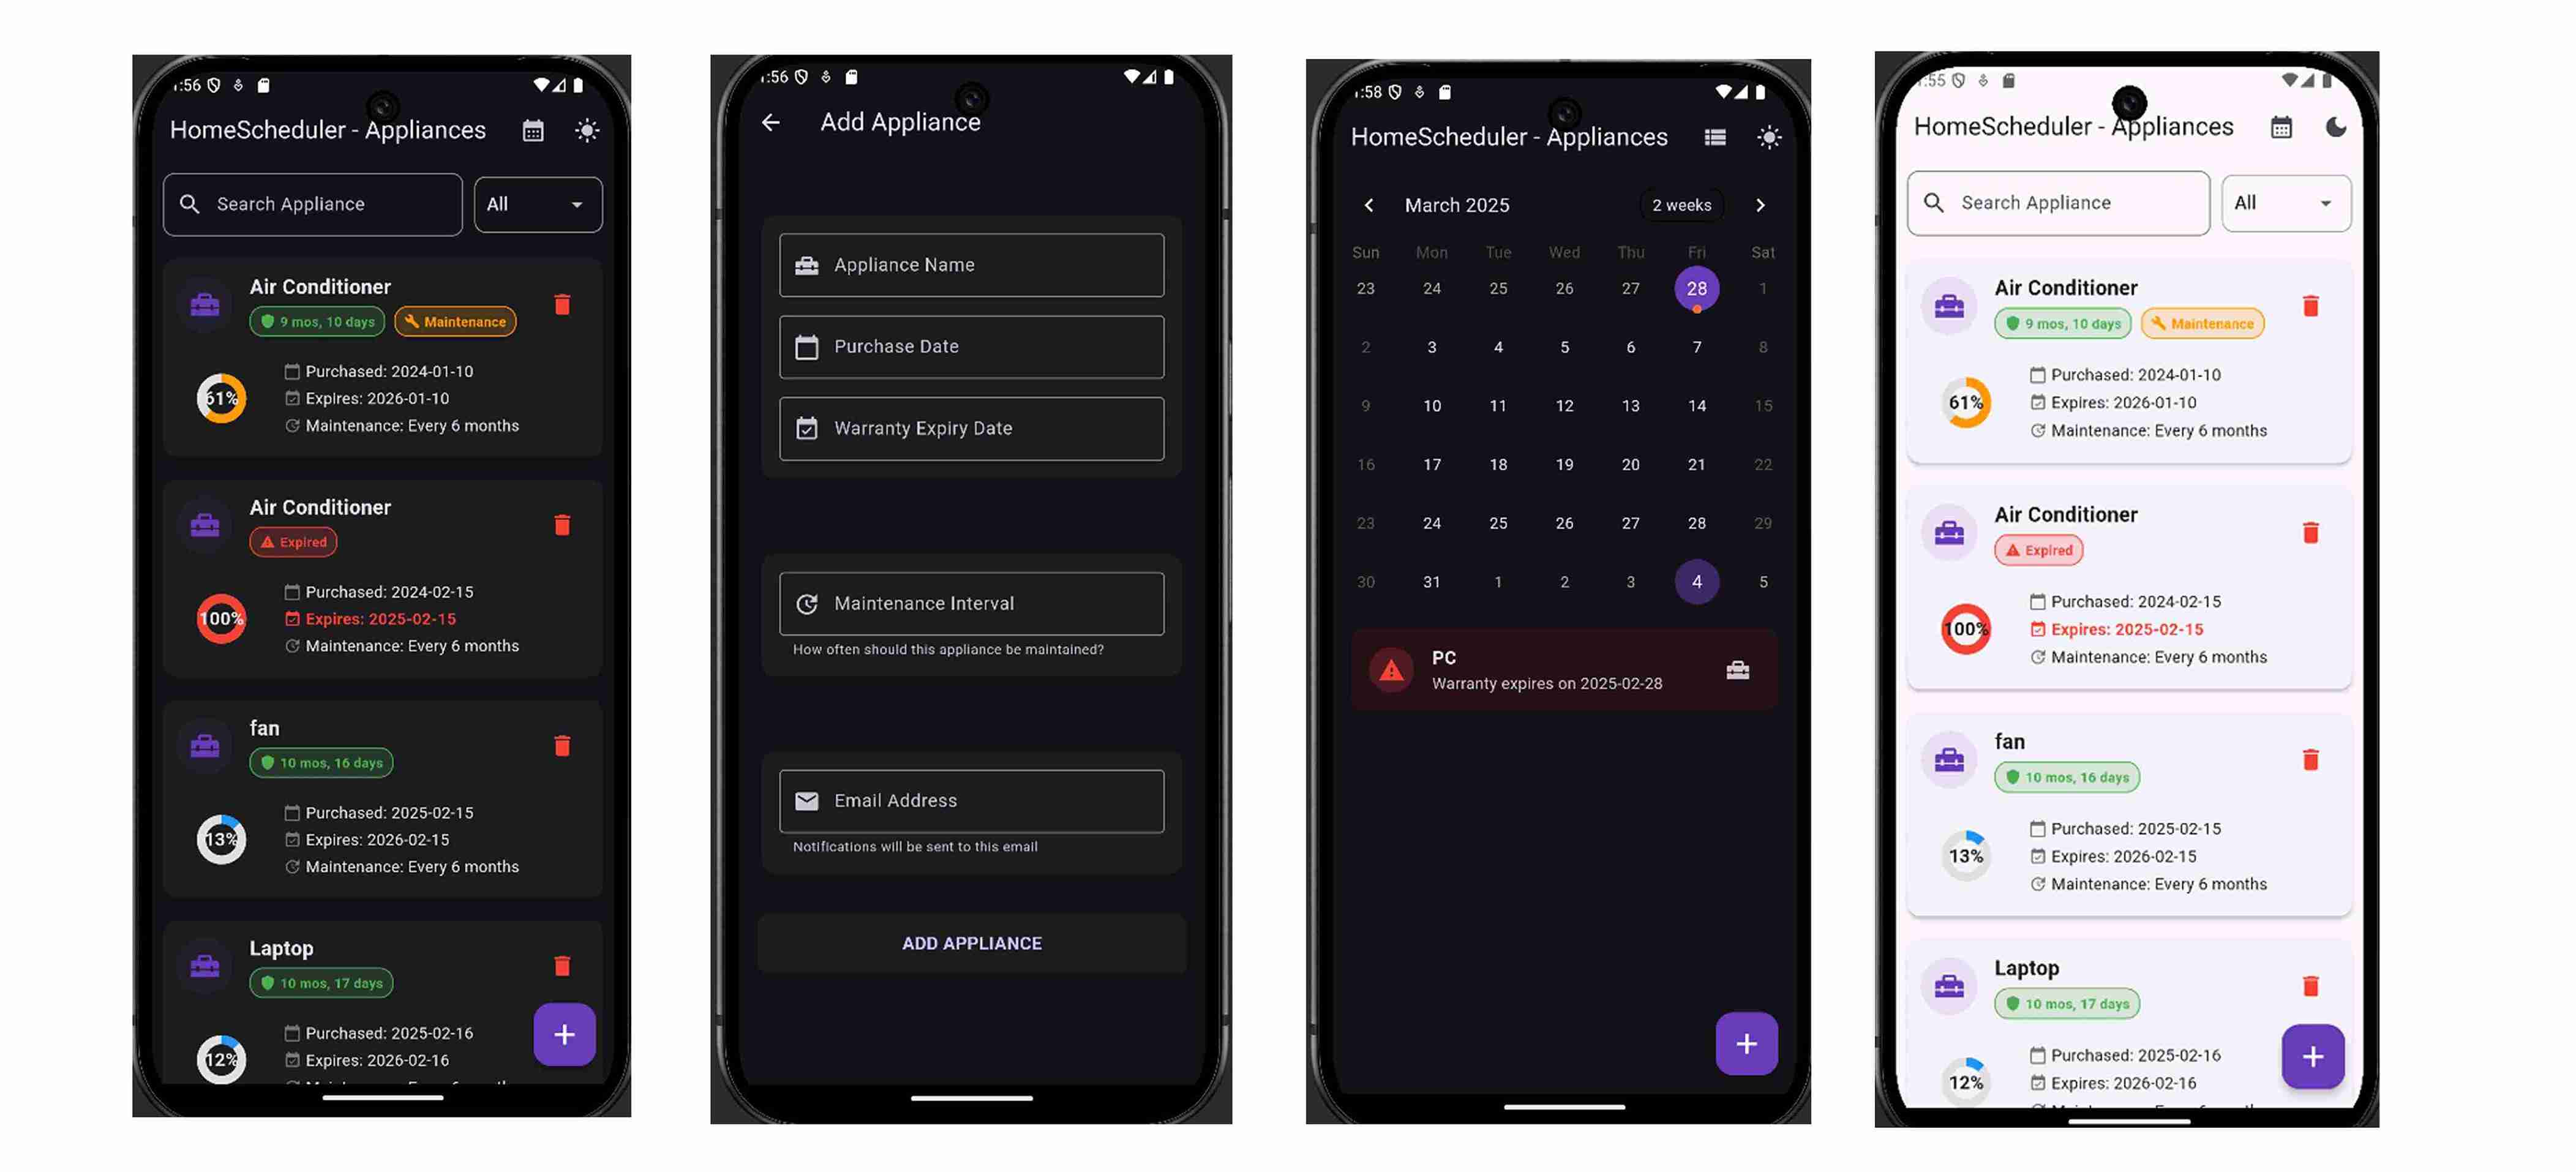 1:56
HomeScheduler - Appliances
Search Appliance
All
Air Conditioner
9 mos, 10 days
Maintenance
61%
Purchased: 2024-01-10
Expires: 2026-01-10
Maintenance: Every 6 months
Air Conditioner
Expired
100%
Purchased: 2024-02-15
Expires: 2025-02-15
Maintenance: Every 6 months
fan
10 mos, 16 days
13%
Purchased: 2025-02-15
Expires: 2026-02-15
Maintenance: Every 6 months
Laptop
10 mos, 17 days
12%
Purchased: 2025-02-16
Expires: 2026-02-16
+
1:56
Add Appliance
Appliance Name
Purchase Date
Warranty Expiry Date
Maintenance Interval
How often should this appliance be maintained?
Email Address
Notifications will be sent to this email
ADD APPLIANCE
1:58
HomeScheduler - Appliances
March 2025
2 weeks
Sun Mon Tue Wed Thu Fri Sat
23 24 25 26 27 28 1
2 3 4 5 6 7 8
9 10 11 12 13 14 15
16 17 18 19 20 21 22
23 24 25 26 27 28 29
30 31 1 2 3 4 5
PC
Warranty expires on 2025-02-28
+
1:55
HomeScheduler - Appliances
Search Appliance
All
Air Conditioner
9 mos, 10 days
Maintenance
61%
Purchased: 2024-01-10
Expires: 2026-01-10
Maintenance: Every 6 months
Air Conditioner
Expired
100%
Purchased: 2024-02-15
Expires: 2025-02-15
Maintenance: Every 6 months
fan
10 mos, 16 days
13%
Purchased: 2025-02-15
Expires: 2026-02-15
Maintenance: Every 6 months
Laptop
10 mos, 17 days
12%
Purchased: 2025-02-16
Expires: 2026-02-16
+